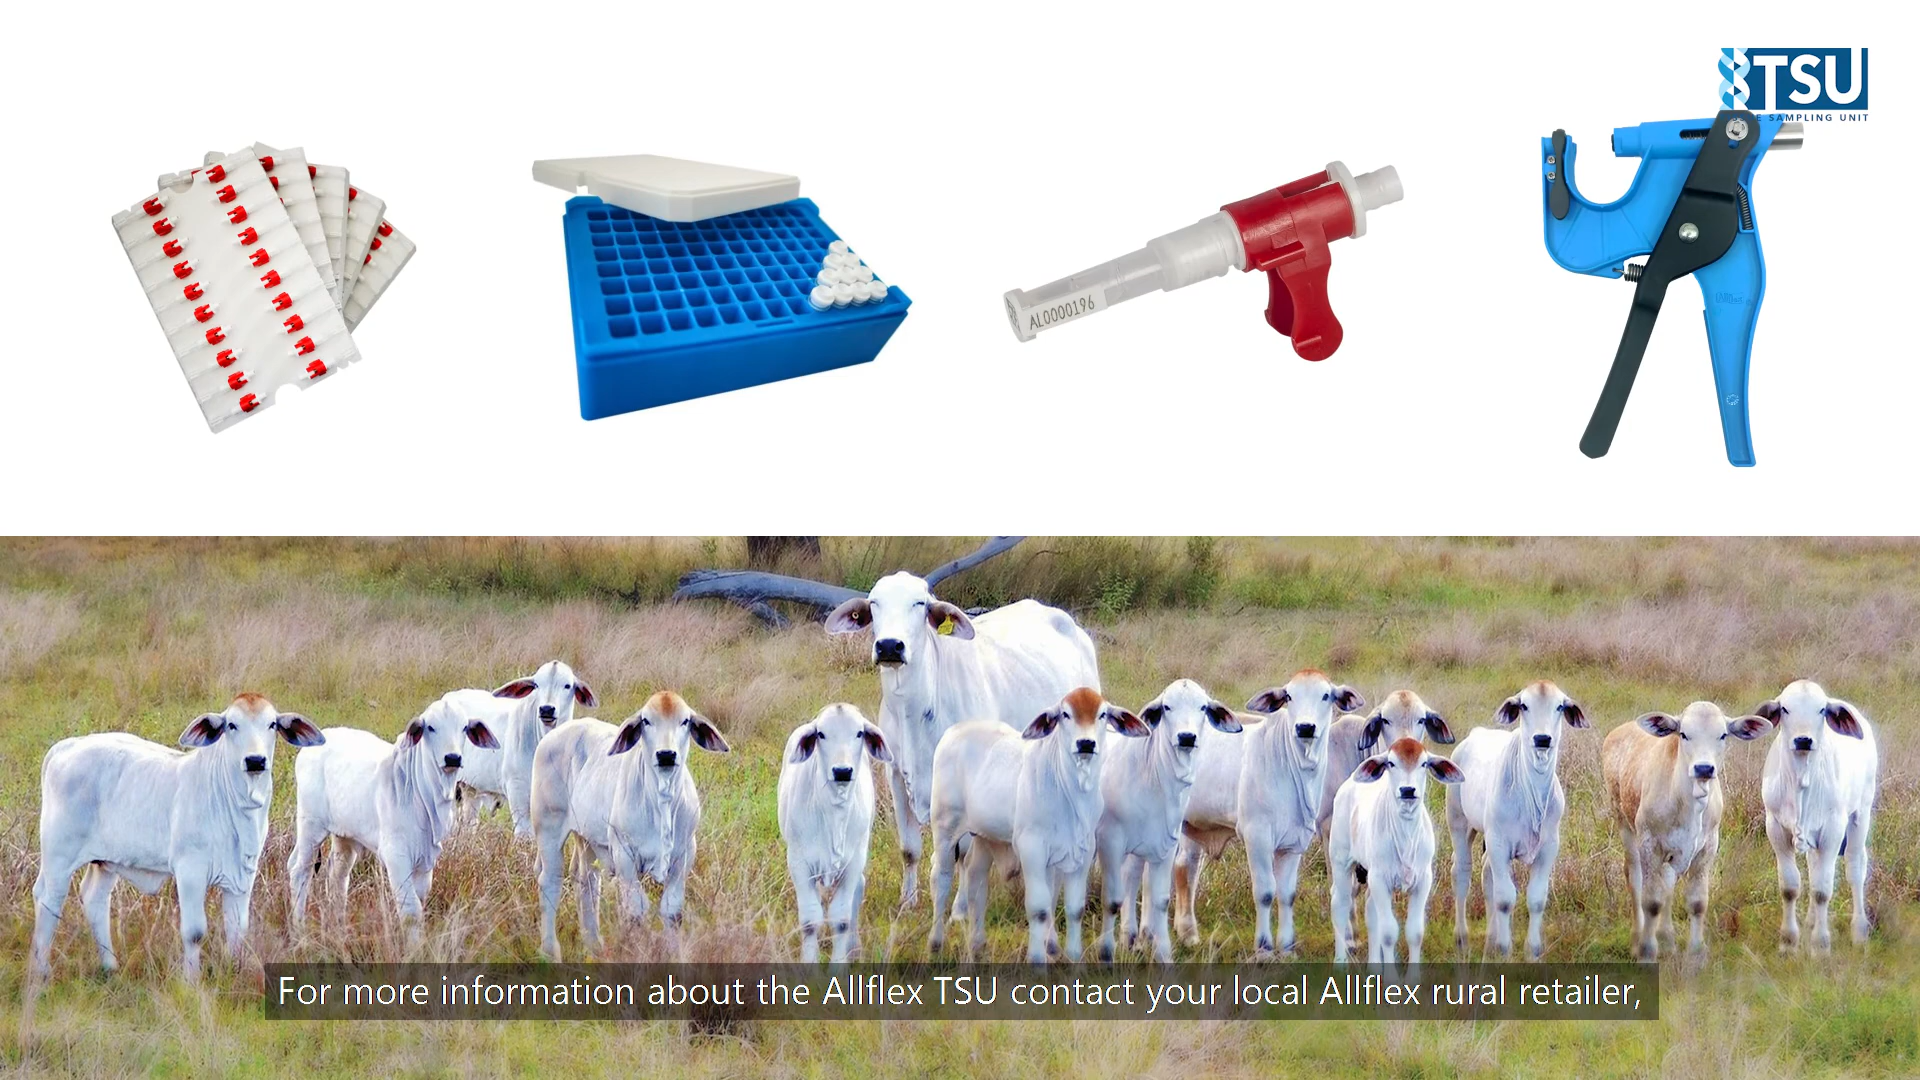 TSU
SAMPLING UNIT
AL0000196
For more information about the Allflex TSU contact your local Allflex rural retailer,